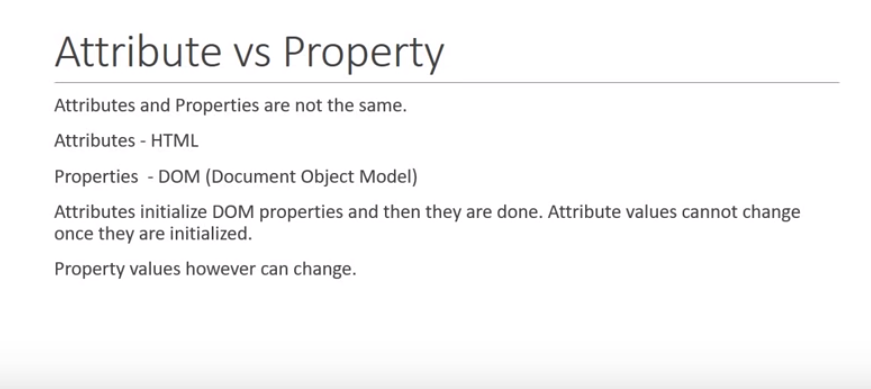 Attribute vs Property
Attributes and Properties are not the same.
Attributes - HTML
Properties - DOM (Document Object Model)
Attributes initialize DOM properties and then they are done. Attribute values cannot change
once they are initialized.
Property values however can change.